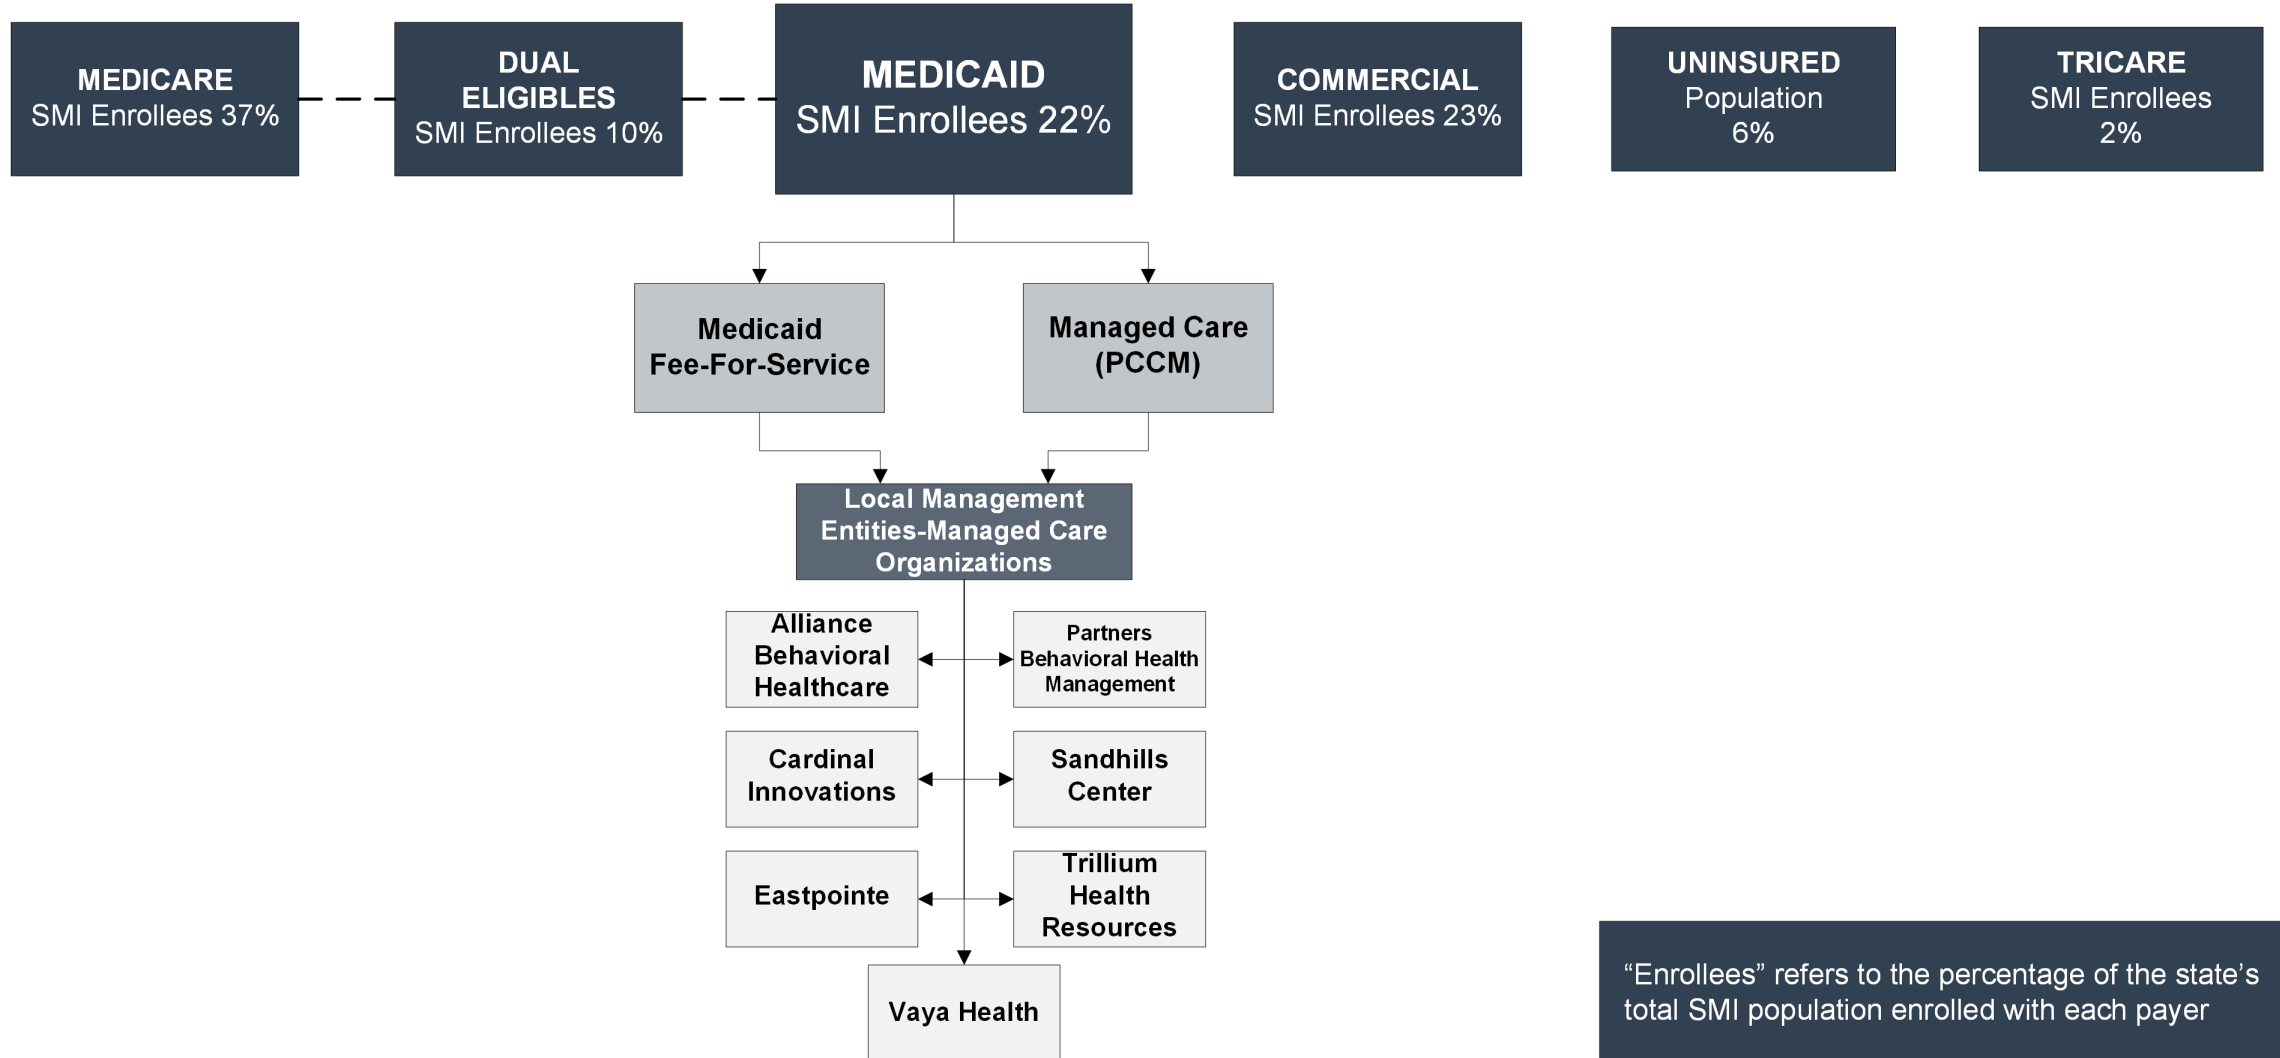 MEDICARE
SMI Enrollees 37%
DUAL
ELIGIBLES
SMI Enrollees 10%
MEDICAID
SMI Enrollees 22%
COMMERCIAL
SMI Enrollees 23%
UNINSURED
Population
6%
TRICARE
SMI Enrollees
2%
Medicaid
Fee-For-Service
Managed Care
(PCCM)
Local Management
Entities-Managed Care
Organizations
Alliance
Behavioral
Healthcare
Partners
Behavioral Health
Management
Cardinal
Innovations
Sandhills
Center
Eastpointe
Trillium
Health
Resources
Vaya Health
“Enrollees” refers to the percentage of the state’s
total SMI population enrolled with each payer